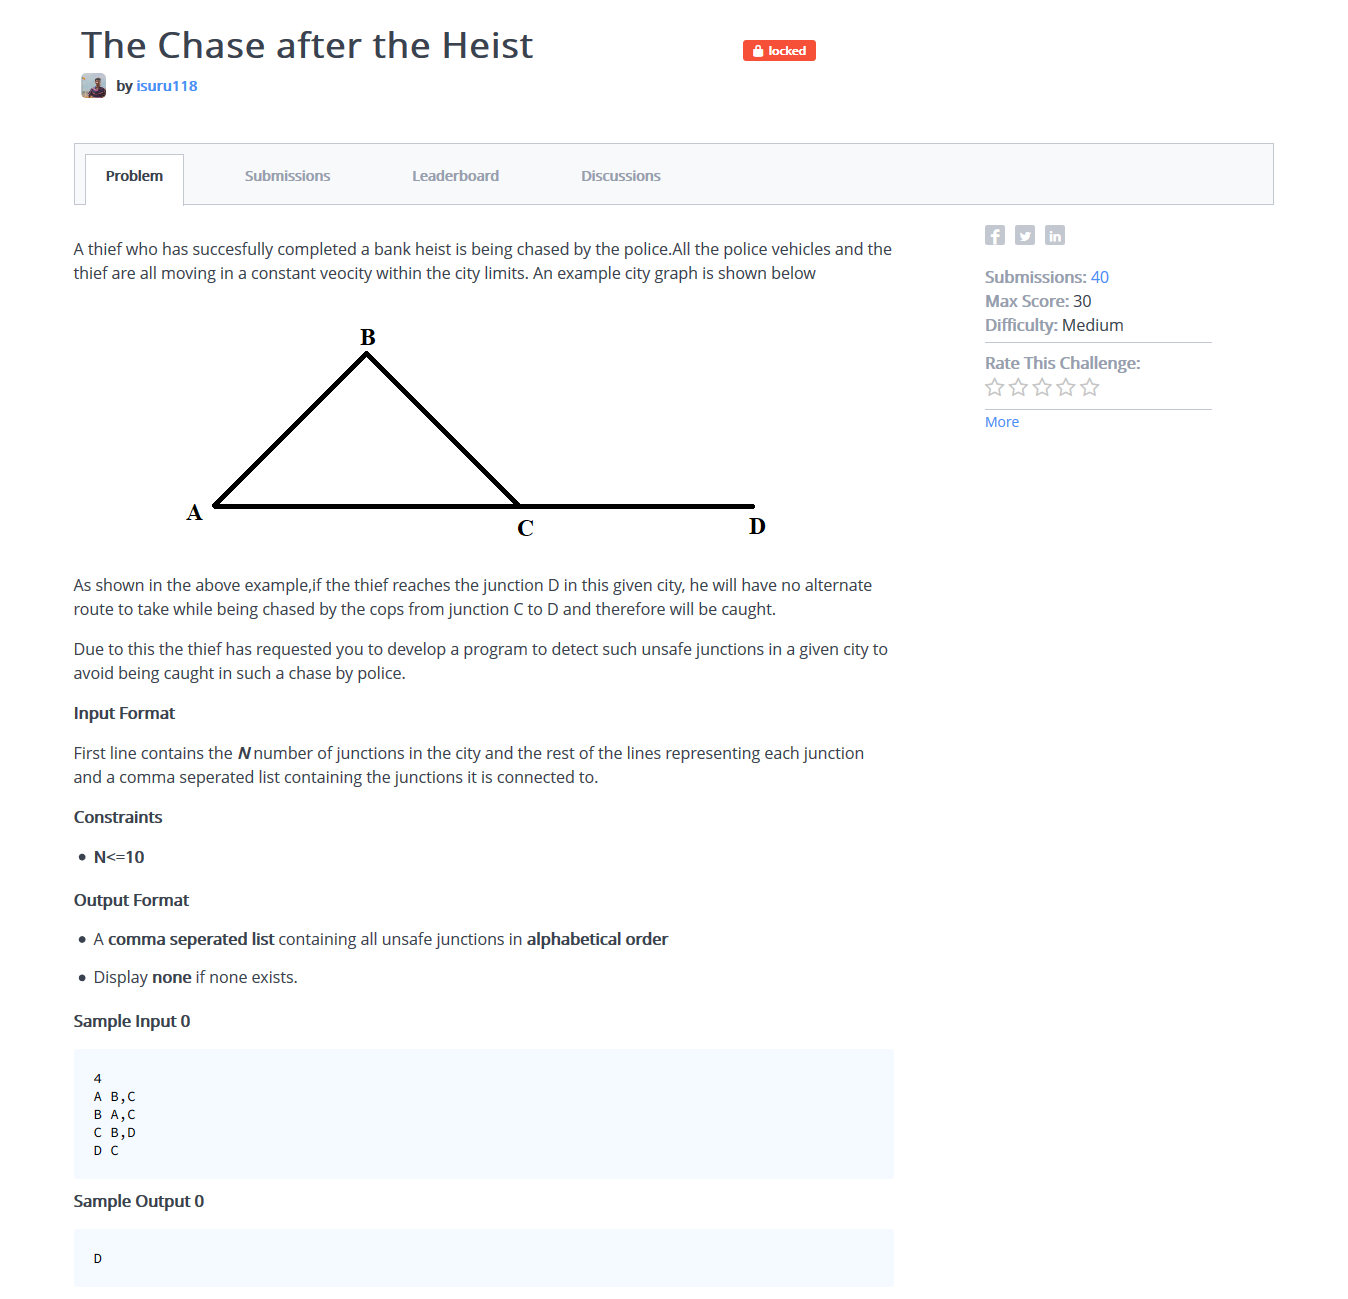 The Chase after the Heist
locked
by isuru118
Problem
Submissions
Leaderboard
Discussions
A thief who has succesfully completed a bank heist is being chased by the police.All the police vehicles and the
thief are all moving in a constant veocity within the city limits. An example city graph is shown below
B
A
C
D
As shown in the above example,if the thief reaches the junction D in this given city, he will have no alternate
route to take while being chased by the cops from junction C to D and therefore will be caught.
Due to this the thief has requested you to develop a program to detect such unsafe junctions in a given city to
avoid being caught in such a chase by police.
Input Format
First line contains the N number of junctions in the city and the rest of the lines representing each junction
and a comma seperated list containing the junctions it is connected to.
Constraints
• N<=10
Output Format
• A comma seperated list containing all unsafe junctions in alphabetical order
• Display none if none exists.
Sample Input 0
4
A B,C
B A,C
C B,D
D C
Sample Output 0
D
f
in
Submissions: 40
Max Score: 30
Difficulty: Medium
Rate This Challenge:
More